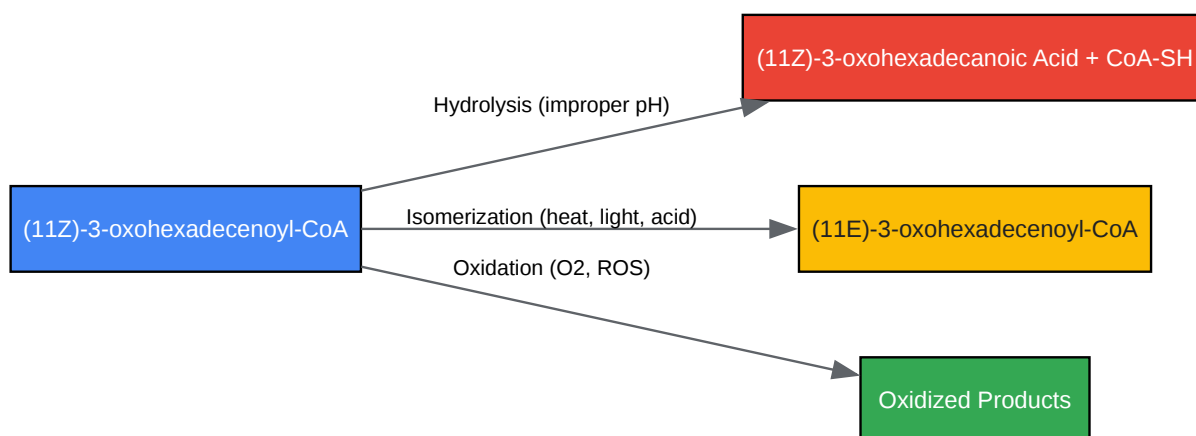 (11Z)-3-oxohexadecanoic Acid + CoA-SH
Hydrolysis (improper pH)
(11Z)-3-oxohexadecenoyl-CoA
Isomerization (heat, light, acid)
(11E)-3-oxohexadecenoyl-CoA
Oxidation (O2, ROS)
Oxidized Products